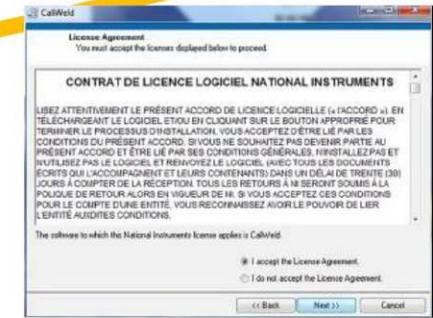 CaliWeld
License Agreement
You must accept the licenses displayed below to proceed.
CONTRAT DE LICENCE LOGICIEL NATIONAL INSTRUMENTS
LISEZ ATTENTIVEMENT LE PRÉSENT ACCORD DE LICENCE LOGICIELLE (« l'ACCORD »). EN
TÉLÉCHARGEANT LE LOGICIEL ET/OU EN CLIQUANT SUR LE BOUTON APPROPRIÉ POUR
TERMINER LE PROCESSUS D'INSTALLATION, VOUS ACCEPTEZ D'ÊTRE LIÉ PAR LES
CONDITIONS DU PRÉSENT ACCORD. SI VOUS NE SOUHAITEZ PAS DEVENIR PARTIE AU
PRÉSENT ACCORD ET ÊTRE LIÉ PAR SES CONDITIONS GÉNÉRALES, N'INSTALLEZ PAS ET
N'UTILISEZ PAS LE LOGICIEL ET RENVOYEZ LE LOGICIEL (AVEC TOUS LES DOCUMENTS
ÉCRITS QUI L'ACCOMPAGNENT ET LEURS CONTENANTS) DANS UN DÉLAI DE TRENTE (30)
JOURS À COMPTER DE LA RÉCEPTION. TOUS LES RETOURS À NI SERONT SOUMIS À LA
POLIQUE DE RETOUR ALORS EN VIGUEUR DE NI. SI VOUS ACCEPTEZ CES CONDITIONS
POUR LE COMPTE D'UNE ENTITÉ, VOUS RECONNAISSEZ AVOIR LE POUVOIR DE LIER
L'ENTITÉ AUXDITES CONDITIONS.
The software to which this National Instruments license applies is CaliWeld.
I accept the License Agreement.
I do not accept the License Agreement.
<< Back
Next >>
Cancel